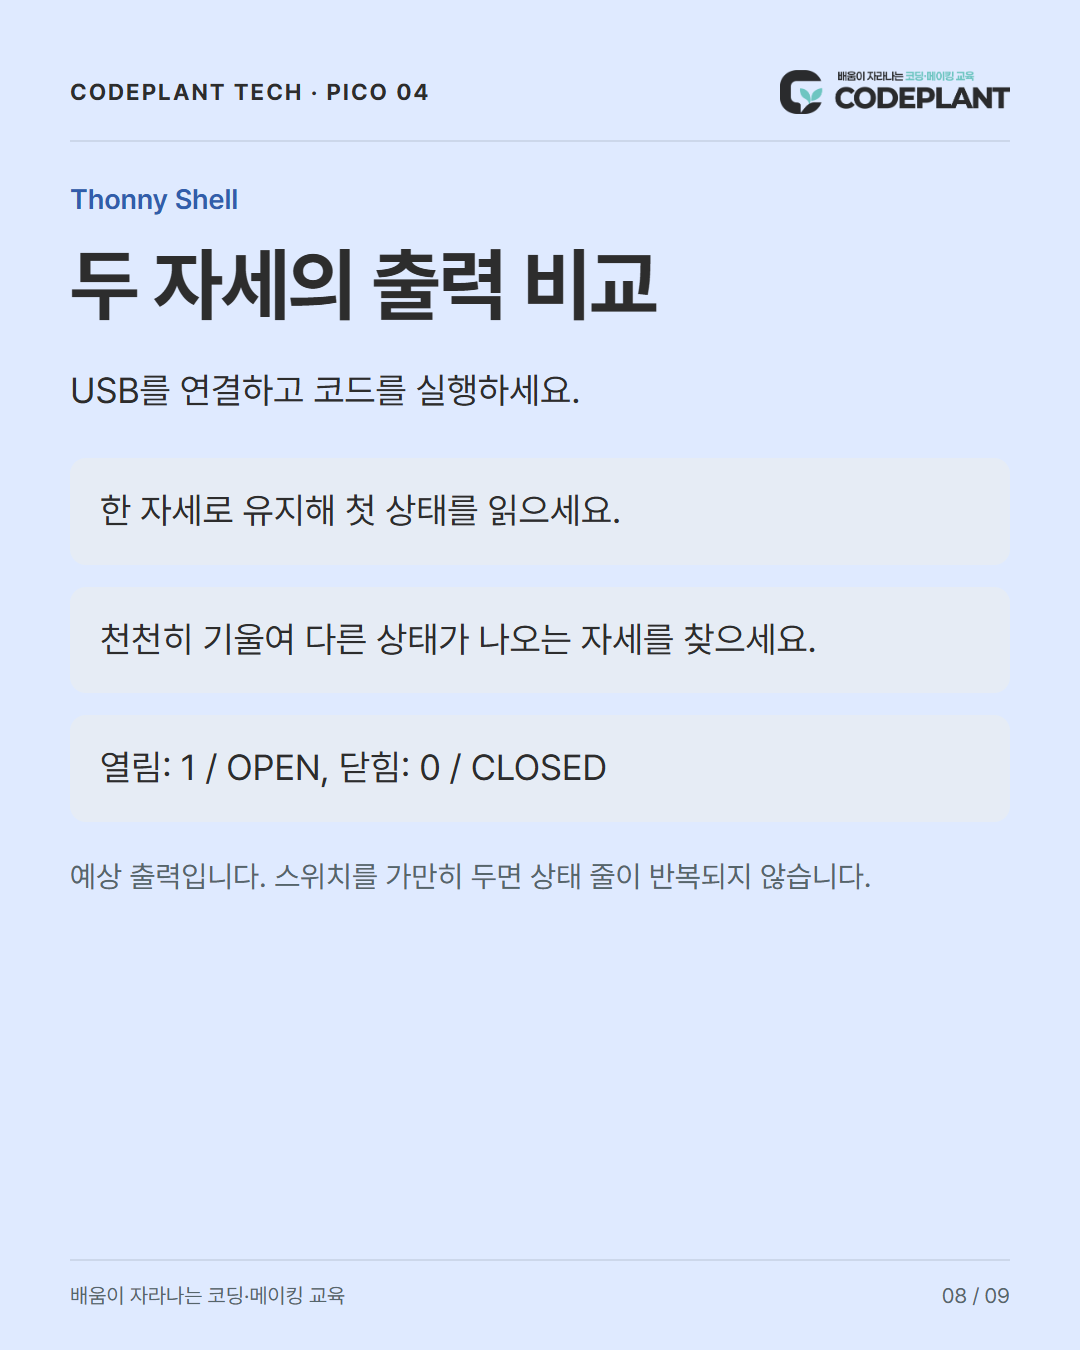 CODEPLANT TECH · PICO 04
배움이 자라나는 코딩·메이킹 교육
CODEPLANT
Thonny Shell
두 자세의 출력 비교
USB를 연결하고 코드를 실행하세요.
한 자세로 유지해 첫 상태를 읽으세요.
천천히 기울여 다른 상태가 나오는 자세를 찾으세요.
열림: 1 / OPEN, 닫힘: 0 / CLOSED
예상 출력입니다. 스위치를 가만히 두면 상태 줄이 반복되지 않습니다.
배움이 자라나는 코딩·메이킹 교육
08 / 09